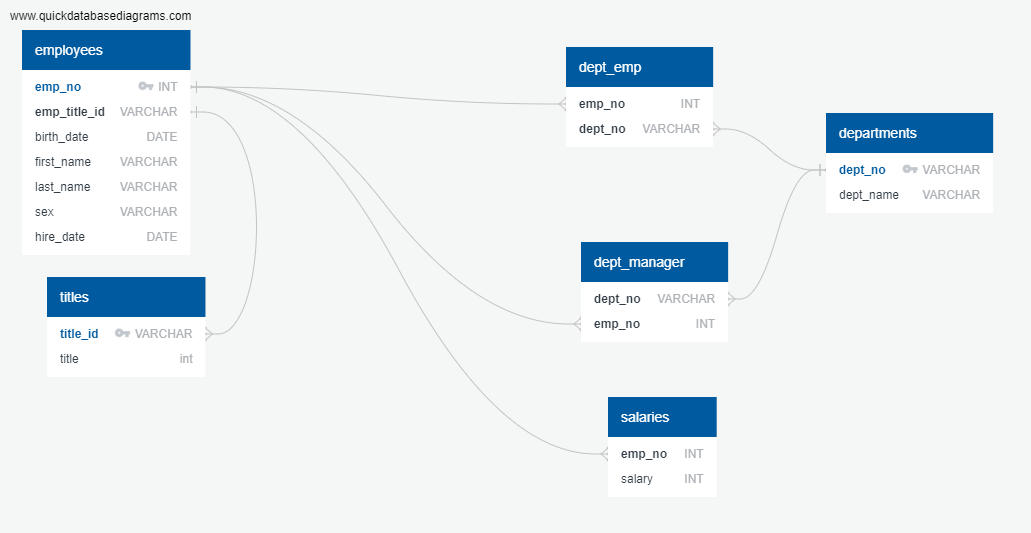 www.quickdatabasediagrams.com
employees
emp_no INT
emp_title_id VARCHAR
birth_date DATE
first_name VARCHAR
last_name VARCHAR
sex VARCHAR
hire_date DATE
titles
title_id VARCHAR
title int
dept_emp
emp_no INT
dept_no VARCHAR
dept_manager
dept_no VARCHAR
emp_no INT
salaries
emp_no INT
salary INT
departments
dept_no VARCHAR
dept_name VARCHAR